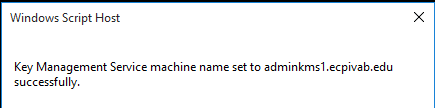 Windows Script Host
Key Management Service machine name set to adminkms1.ecpivab.edu
successfully.